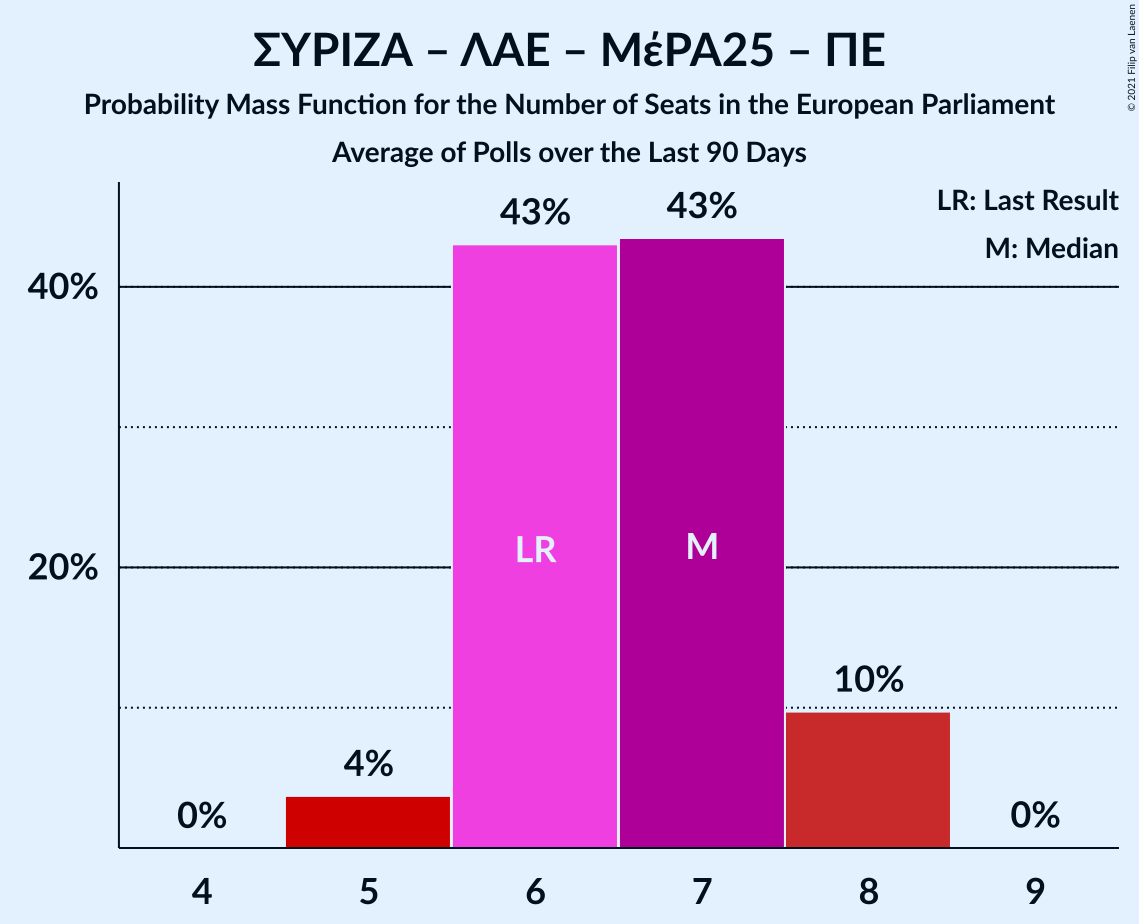 ΣΥΡΙΖΑ – ΛΑΕ – ΜέΡΑ25 – ΠΕ
Probability Mass Function for the Number of Seats in the European Parliament
Average of Polls over the Last 90 Days
© 2021 Filip van Laenen
LR: Last Result
M: Median
43%
43%
40%
LR
M
20%
10%
4%
0%
0%
4
5
6
7
8
9